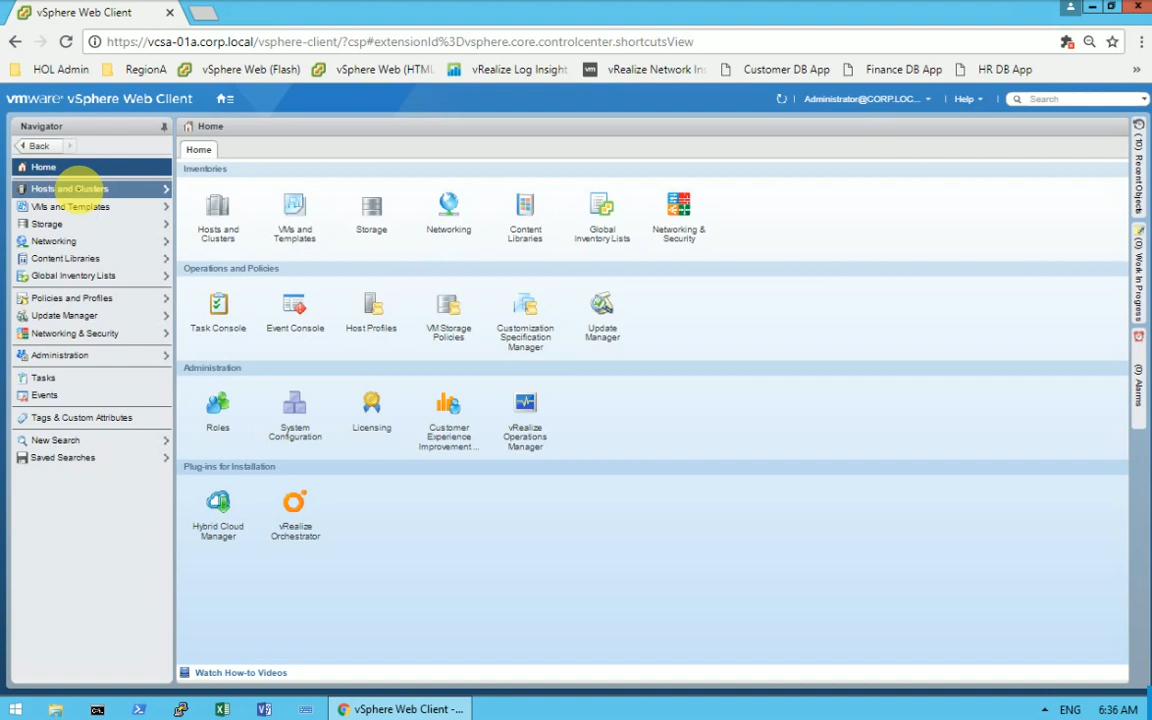 vSphere Web Client
https://vcsa-01a.corp.local/vsphere-client/?csp#extensionId%3Dvsphere.core.controlcenter.shortcutsView
HOL Admin
RegionA
vSphere Web (Flash)
vSphere Web (HTML
vRealize Log Insight
vRealize Network In
Customer DB App
Finance DB App
HR DB App
vmware® vSphere Web Client
Administrator@CORP.LOC...
Help
Search
Navigator
Back
Home
Hosts and Clusters
VMs and Templates
Storage
Networking
Content Libraries
Global Inventory Lists
Policies and Profiles
Update Manager
Networking & Security
Administration
Tasks
Events
Tags & Custom Attributes
New Search
Saved Searches
Home
Home
Inventories
Hosts and
Clusters
VMs and
Templates
Storage
Networking
Content
Libraries
Global
Inventory Lists
Networking &
Security
Operations and Policies
Task Console
Event Console
Host Profiles
VM Storage
Policies
Customization
Specification
Manager
Update
Manager
Administration
Roles
System
Configuration
Licensing
Customer
Experience
Improvement...
vRealize
Operations
Manager
Plug-ins for Installation
Hybrid Cloud
Manager
vRealize
Orchestrator
Watch How-to Videos
(10) Recent Objects
(0) Work In Progress
(0) Alarms
vSphere Web Client -...
ENG
6:36 AM